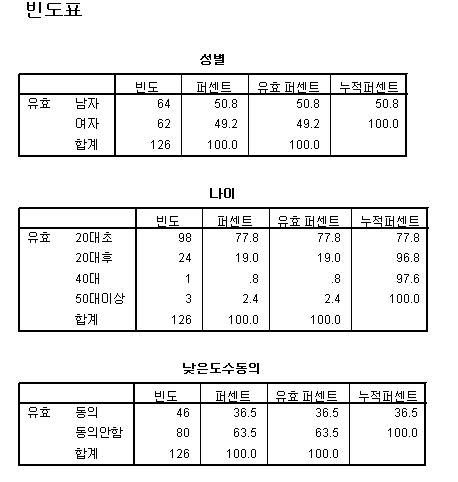 빈도표
성별
빈도 퍼센트 유효 퍼센트 누적퍼센트
유효 남자 64 50.8 50.8 50.8
여자 62 49.2 49.2 100.0
합계 126 100.0 100.0
나이
빈도 퍼센트 유효 퍼센트 누적퍼센트
유효 20대초 98 77.8 77.8 77.8
20대후 24 19.0 19.0 96.8
40대 1 .8 .8 97.6
50대이상 3 2.4 2.4 100.0
합계 126 100.0 100.0
낮은도수동의
빈도 퍼센트 유효 퍼센트 누적퍼센트
유효 동의 46 36.5 36.5 36.5
동의안함 80 63.5 63.5 100.0
합계 126 100.0 100.0